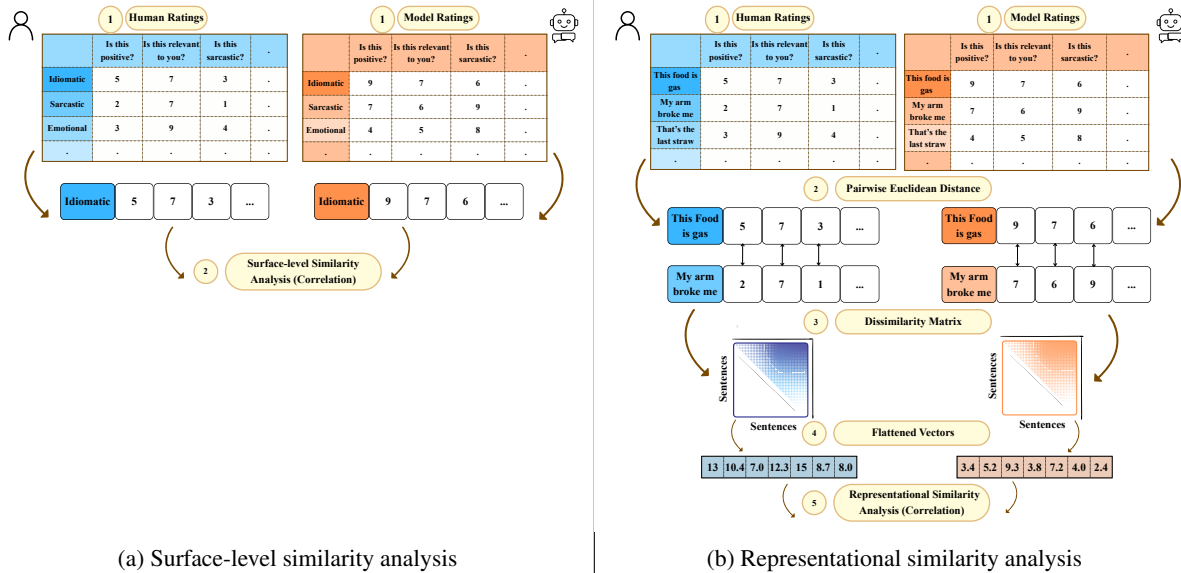 1 Human Ratings
Is this positive? Is this relevant to you? Is this sarcastic? .
Idiomatic 5 7 3 .
Sarcastic 2 7 1 .
Emotional 3 9 4 .
. . . . .
1 Model Ratings
Is this positive? Is this relevant to you? Is this sarcastic? .
Idiomatic 9 7 6 .
Sarcastic 7 6 9 .
Emotional 4 5 8 .
. . . . .
Idiomatic 5 7 3 ...
Idiomatic 9 7 6 ...
2 Surface-level Similarity
Analysis (Correlation)
(a) Surface-level similarity analysis
1 Human Ratings
Is this positive? Is this relevant to you? Is this sarcastic? .
This food is gas 5 7 3 .
My arm broke me 2 7 1 .
That's the last straw 3 9 4 .
. . . . .
1 Model Ratings
Is this positive? Is this relevant to you? Is this sarcastic? .
This food is gas 9 7 6 .
My arm broke me 7 6 9 .
That's the last straw 4 5 8 .
. . . . .
2 Pairwise Euclidean Distance
This Food is gas 5 7 3 ...
My arm broke me 2 7 1 ...
This Food is gas 9 7 6 ...
My arm broke me 7 6 9 ...
3 Dissimilarity Matrix
Sentences
Sentences
Sentences
Sentences
4 Flattened Vectors
13 10.4 7.0 12.3 15 8.7 8.0
3.4 5.2 9.3 3.8 7.2 4.0 2.4
5 Representational Similarity
Analysis (Correlation)
(b) Representational similarity analysis